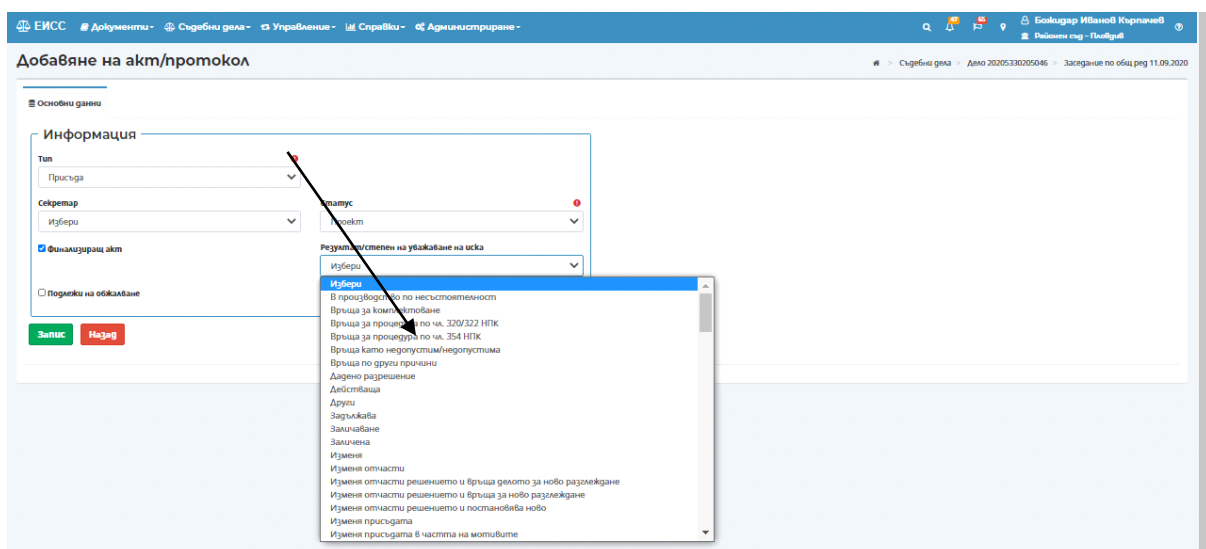 ЕИСС Документи Съдебни дела Управление Справки Администриране 47 65 Божидар Иванов Кърпачев
Районен съд - Пловдив
Добавяне на акт/протокол
> Съдебни дела > Дело 20205330205046 > Заседание по общ ред 11.09.2020
Основни данни
Информация
Тип
Присъда
Секретар Статус
Избери Проект
Финализиращ акт Резултат/степен на уважаване на иска
Избери
Подлежи на обжалване
Запис Назад
Избери
В производство по несъстоятелност
Връща за комплектоване
Връща за процедура по чл. 320/322 НПК
Връща за процедура по чл. 354 НПК
Връща като недопустим/недопустима
Връща по други причини
Дадено разрешение
Действаща
Други
Задължава
Заличаване
Заличена
Изменя
Изменя отчасти
Изменя отчасти решението и връща делото за ново разглеждане
Изменя отчасти решението и връща за ново разглеждане
Изменя отчасти решението и постановява ново
Изменя присъдата
Изменя присъдата в частта на мотивите